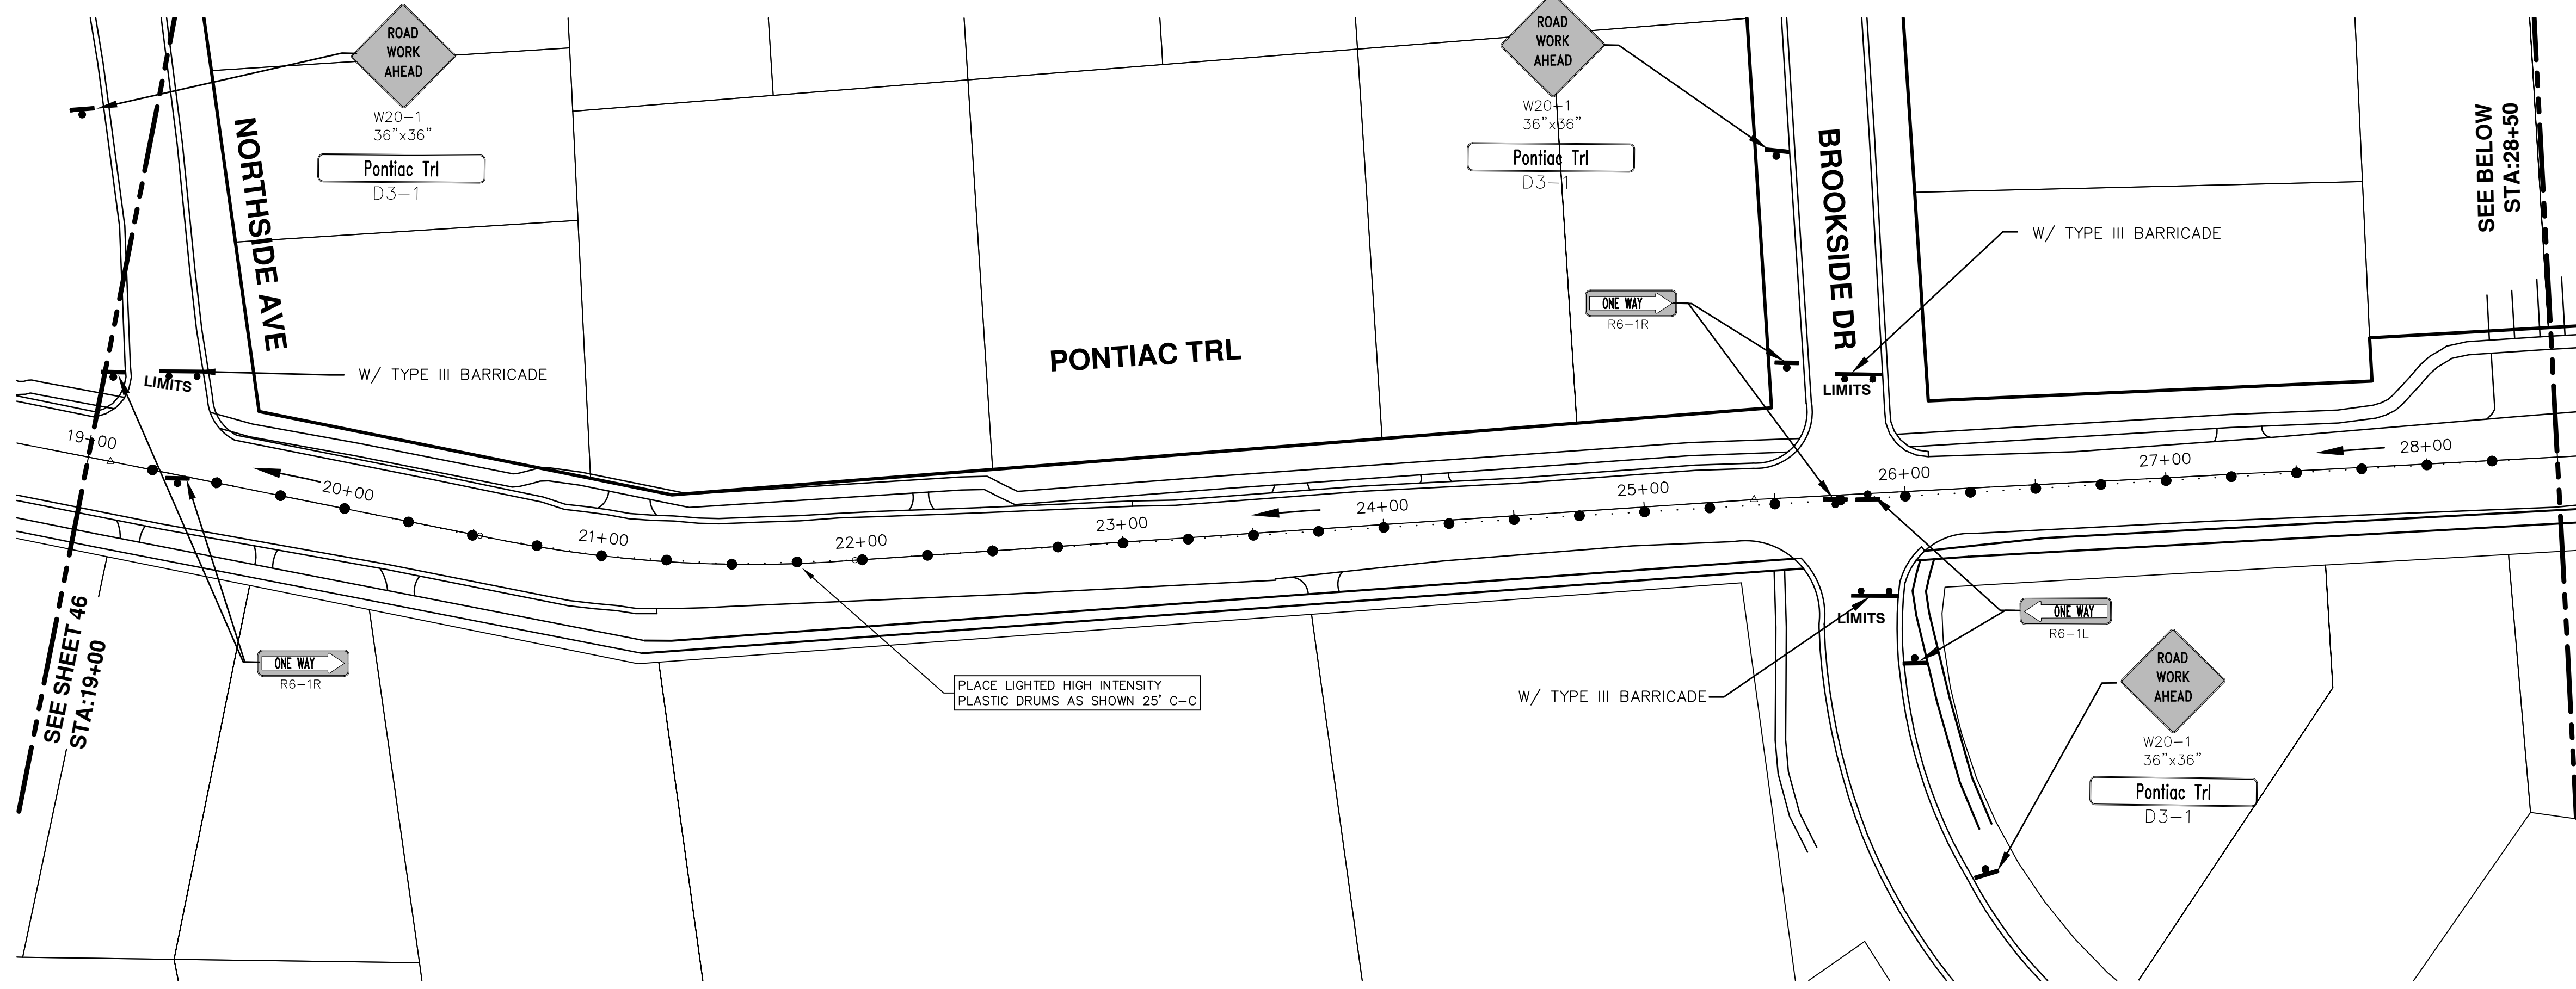 ROAD
WORK
AHEAD
W20-1
36"x36"
Pontiac Trl
D3-1
NORTHSIDE AVE
W/ TYPE III BARRICADE
LIMITS
ROAD
WORK
AHEAD
W20-1
36"x36"
Pontiac Trl
D3-1
BROOKSIDE DR
W/ TYPE III BARRICADE
SEE BELOW
STA:28+50
ONE WAY
R6-1R
LIMITS
PONTIAC TRL
19+00
20+00
21+00
22+00
23+00
24+00
25+00
26+00
27+00
28+00
SEE SHEET 46
STA:19+00
ONE WAY
R6-1R
PLACE LIGHTED HIGH INTENSITY
PLASTIC DRUMS AS SHOWN 25' C-C
LIMITS
W/ TYPE III BARRICADE
ONE WAY
R6-1L
ROAD
WORK
AHEAD
W20-1
36"x36"
Pontiac Trl
D3-1